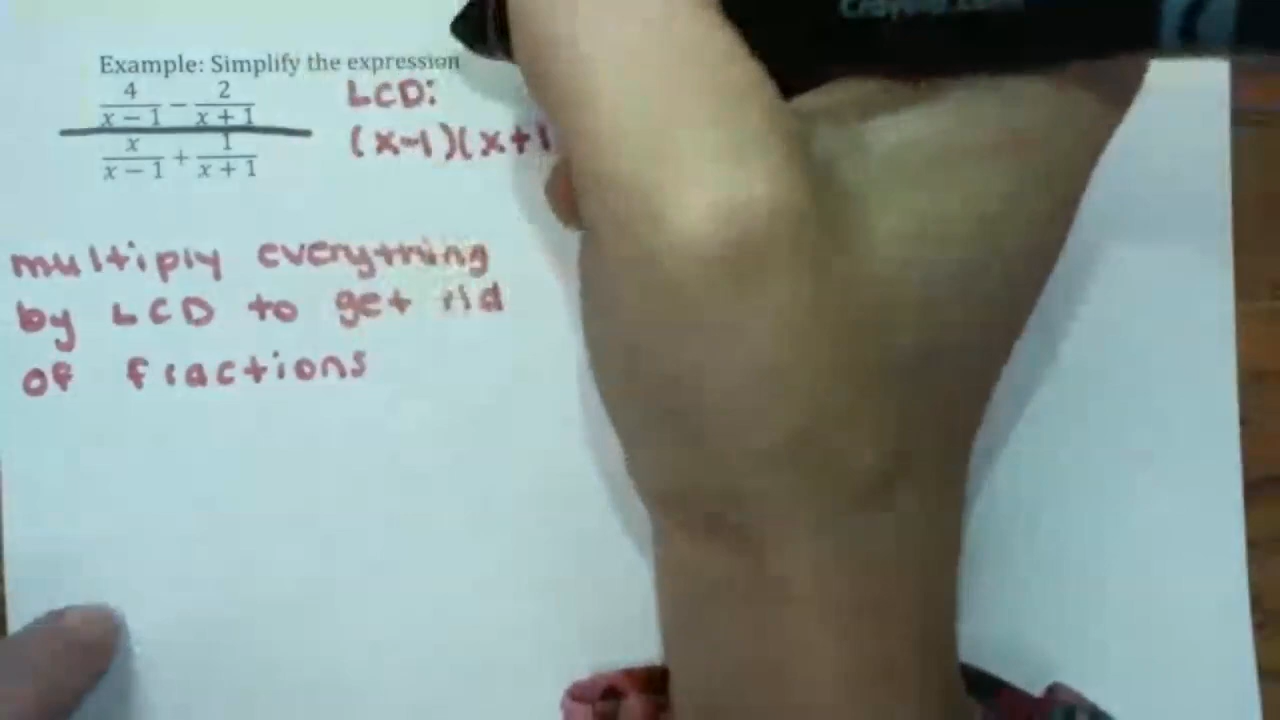 Example: Simplify the expression
4/(x − 1) − 2/(x + 1)
x/(x − 1) + 1/(x + 1)
LCD:
(x-1)(x+1
multiply everything
by LCD to get rid
of fractions